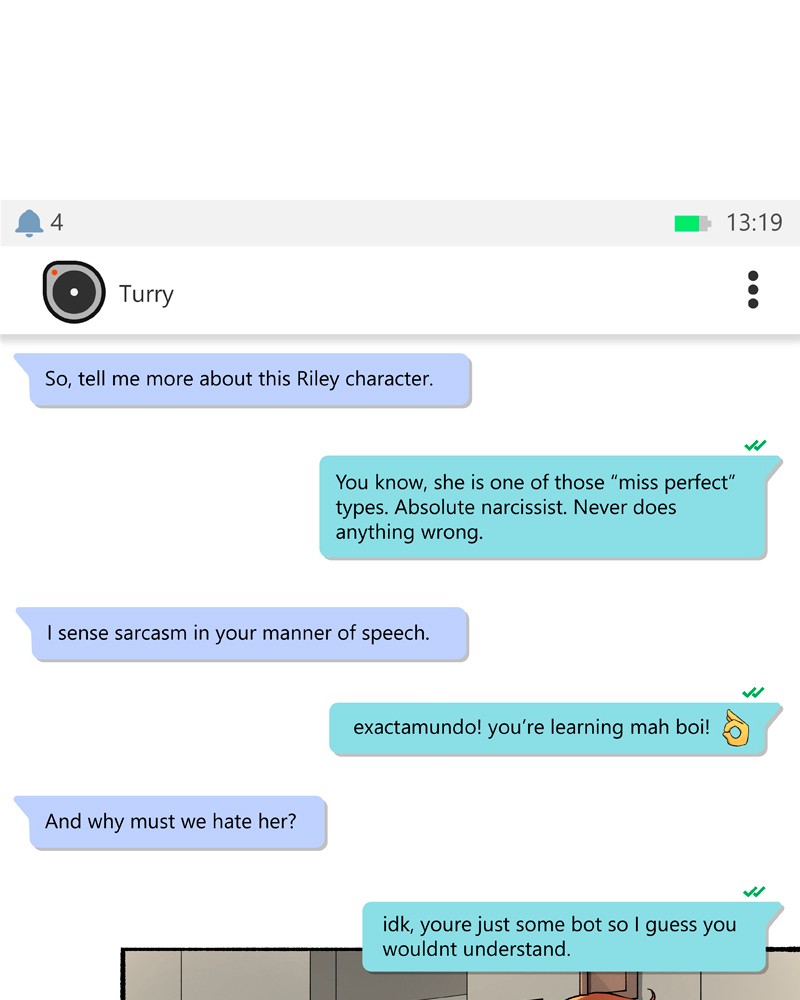 4
13:19
Turry
So, tell me more about this Riley character.
You know, she is one of those “miss perfect”
types. Absolute narcissist. Never does
anything wrong.
I sense sarcasm in your manner of speech.
exactamundo! you’re learning mah boi! 👌
And why must we hate her?
idk, youre just some bot so I guess you
wouldnt understand.